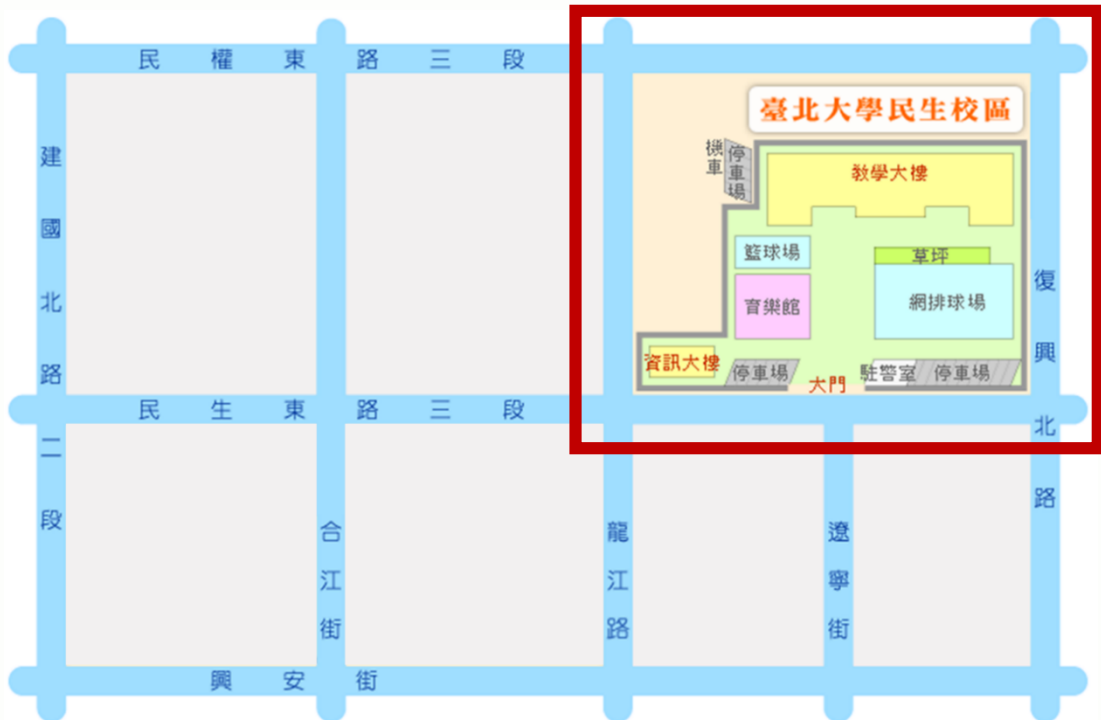 民權東路三段
臺北大學民生校區
機車
停車場
教學大樓
建國北路二段
籃球場
草坪
復興北路
育樂館
網排球場
資訊大樓
停車場
大門
駐警室
停車場
民生東路三段
合江街
龍江路
遼寧街
興安街